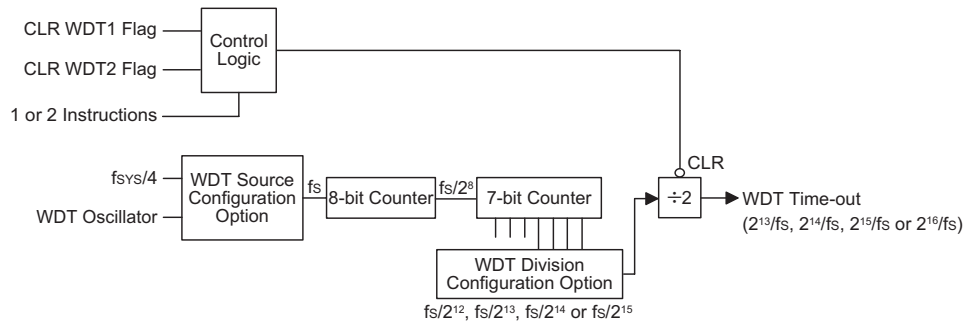 CLR WDT1 Flag
CLR WDT2 Flag
1 or 2 Instructions
Control
Logic
CLR
fSYS/4
WDT Oscillator
WDT Source
Configuration
Option
fS
8-bit Counter
fS/2⁸
7-bit Counter
÷2
WDT Time-out
(2¹³/fS, 2¹⁴/fS, 2¹⁵/fS or 2¹⁶/fS)
WDT Division
Configuration Option
fS/2¹², fS/2¹³, fS/2¹⁴ or fS/2¹⁵